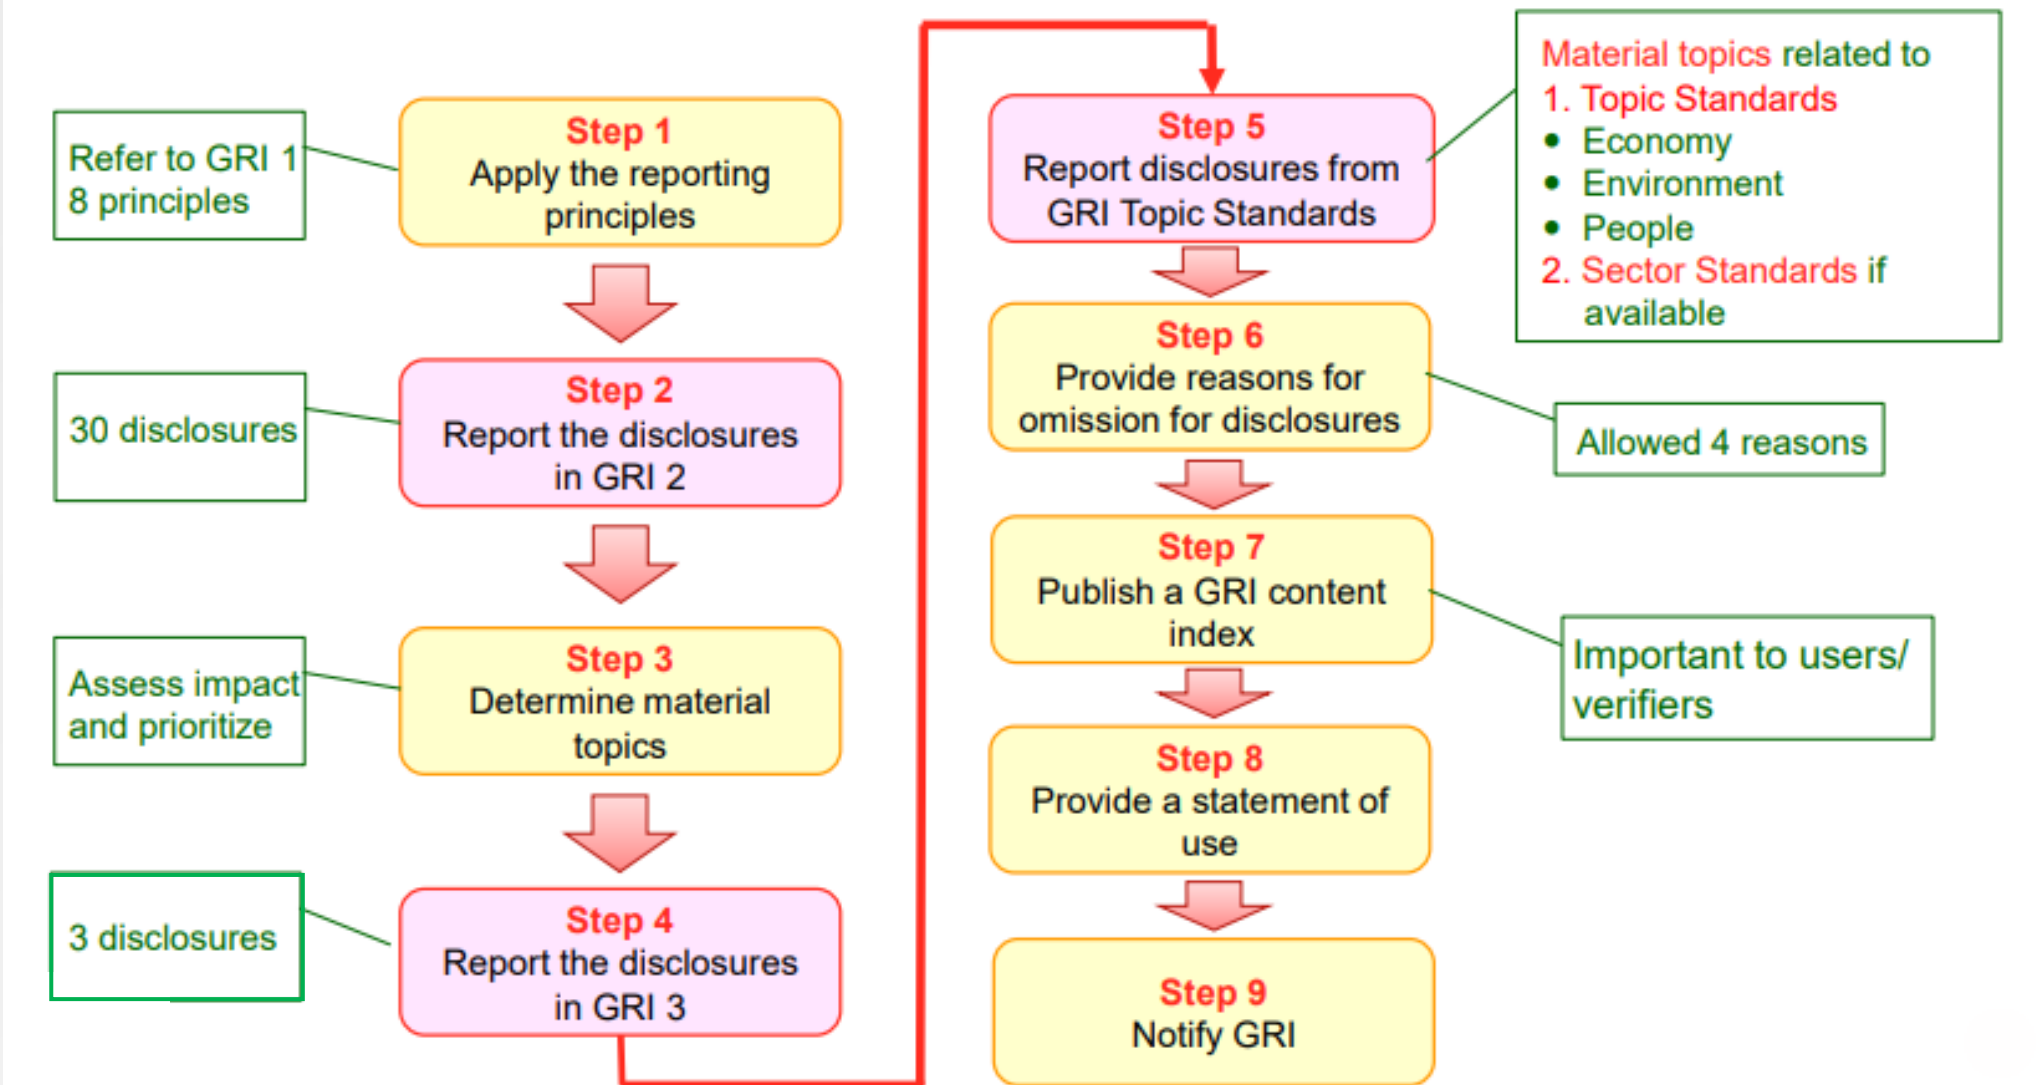 Refer to GRI 1
8 principles
Step 1
Apply the reporting
principles
30 disclosures
Step 2
Report the disclosures
in GRI 2
Assess impact
and prioritize
Step 3
Determine material
topics
3 disclosures
Step 4
Report the disclosures
in GRI 3
Step 5
Report disclosures from
GRI Topic Standards
Material topics related to
1. Topic Standards
• Economy
• Environment
• People
2. Sector Standards if
available
Step 6
Provide reasons for
omission for disclosures
Allowed 4 reasons
Step 7
Publish a GRI content
index
Important to users/
verifiers
Step 8
Provide a statement of
use
Step 9
Notify GRI